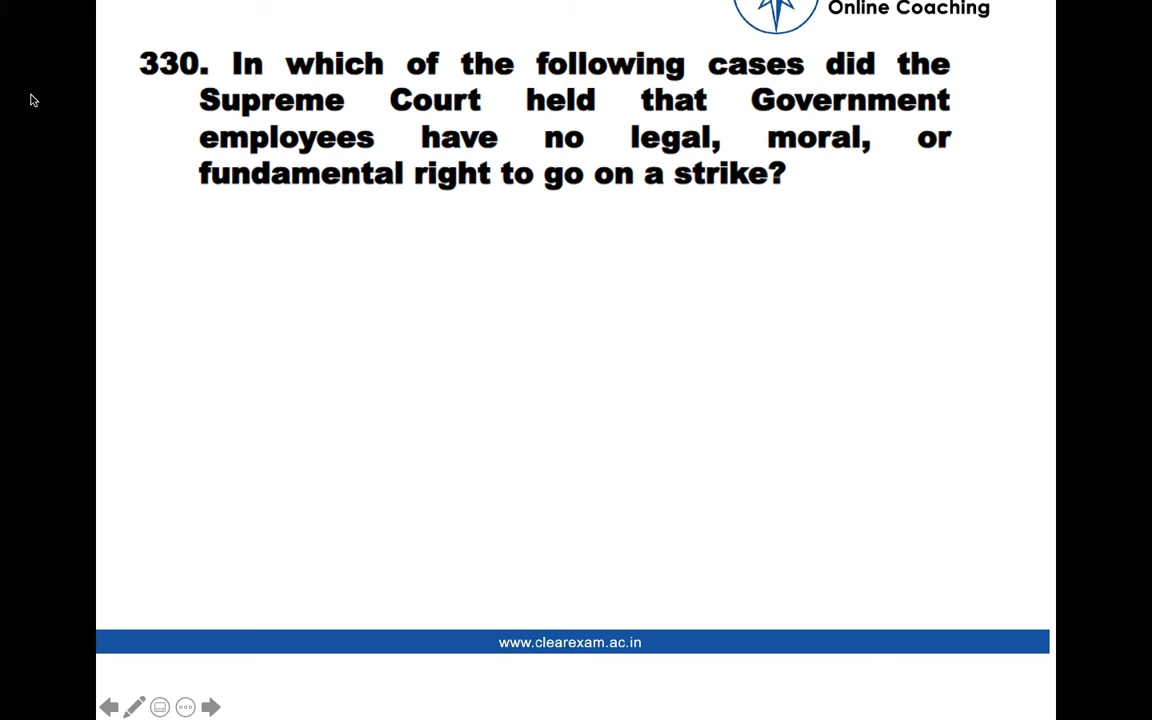 Online Coaching
330. In which of the following cases did the
Supreme Court held that Government
employees have no legal, moral, or
fundamental right to go on a strike?
www.clearexam.ac.in